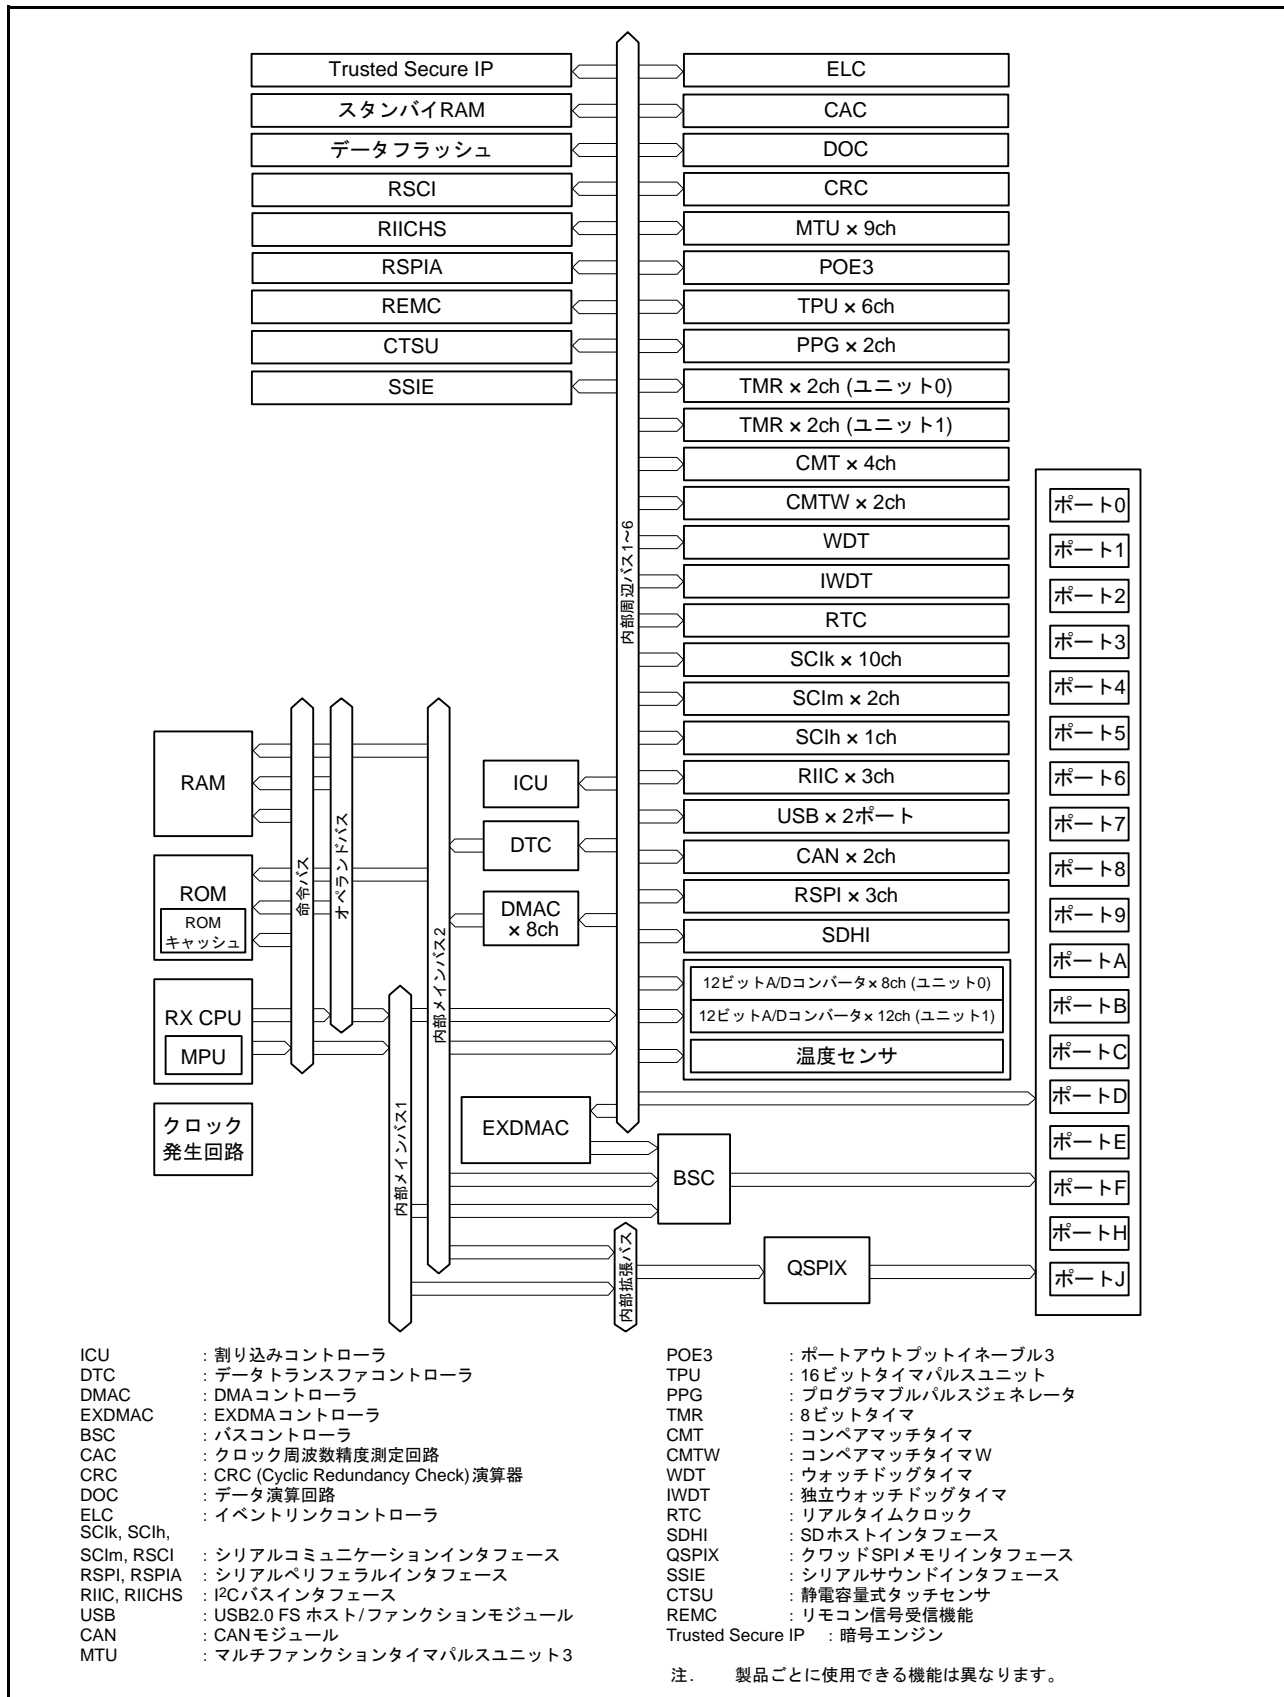 Trusted Secure IP
スタンバイRAM
データフラッシュ
RSCI
RIICHS
RSPIA
REMC
CTSU
SSIE
内部周辺バス1～6
ELC
CAC
DOC
CRC
MTU × 9ch
POE3
TPU × 6ch
PPG × 2ch
TMR × 2ch (ユニット0)
TMR × 2ch (ユニット1)
CMT × 4ch
CMTW × 2ch
WDT
IWDT
RTC
SCIk × 10ch
SCIm × 2ch
SCIh × 1ch
RIIC × 3ch
USB × 2ポート
CAN × 2ch
RSPI × 3ch
SDHI
12ビットA/Dコンバータ× 8ch (ユニット0)
12ビットA/Dコンバータ× 12ch (ユニット1)
温度センサ
ポート0
ポート1
ポート2
ポート3
ポート4
ポート5
ポート6
ポート7
ポート8
ポート9
ポートA
ポートB
ポートC
ポートD
ポートE
ポートF
ポートH
ポートJ
RAM
ROM
ROM
キャッシュ
RX CPU
MPU
クロック
発生回路
命令バス
オペランドバス
内部メインバス1
内部メインバス2
ICU
DTC
DMAC
× 8ch
EXDMAC
BSC
内部拡張バス
QSPIX
ICU : 割り込みコントローラ
DTC : データトランスファコントローラ
DMAC : DMAコントローラ
EXDMAC : EXDMAコントローラ
BSC : バスコントローラ
CAC : クロック周波数精度測定回路
CRC : CRC (Cyclic Redundancy Check)演算器
DOC : データ演算回路
ELC : イベントリンクコントローラ
SCIk, SCIh,
SCIm, RSCI : シリアルコミュニケーションインタフェース
RSPI, RSPIA : シリアルペリフェラルインタフェース
RIIC, RIICHS : I²Cバスインタフェース
USB : USB2.0 FS ホスト/ファンクションモジュール
CAN : CANモジュール
MTU : マルチファンクションタイマパルスユニット3
POE3 : ポートアウトプットイネーブル3
TPU : 16ビットタイマパルスユニット
PPG : プログラマブルパルスジェネレータ
TMR : 8ビットタイマ
CMT : コンペアマッチタイマ
CMTW : コンペアマッチタイマW
WDT : ウォッチドッグタイマ
IWDT : 独立ウォッチドッグタイマ
RTC : リアルタイムクロック
SDHI : SDホストインタフェース
QSPIX : クワッドSPIメモリインタフェース
SSIE : シリアルサウンドインタフェース
CTSU : 静電容量式タッチセンサ
REMC : リモコン信号受信機能
Trusted Secure IP : 暗号エンジン
注. 製品ごとに使用できる機能は異なります。